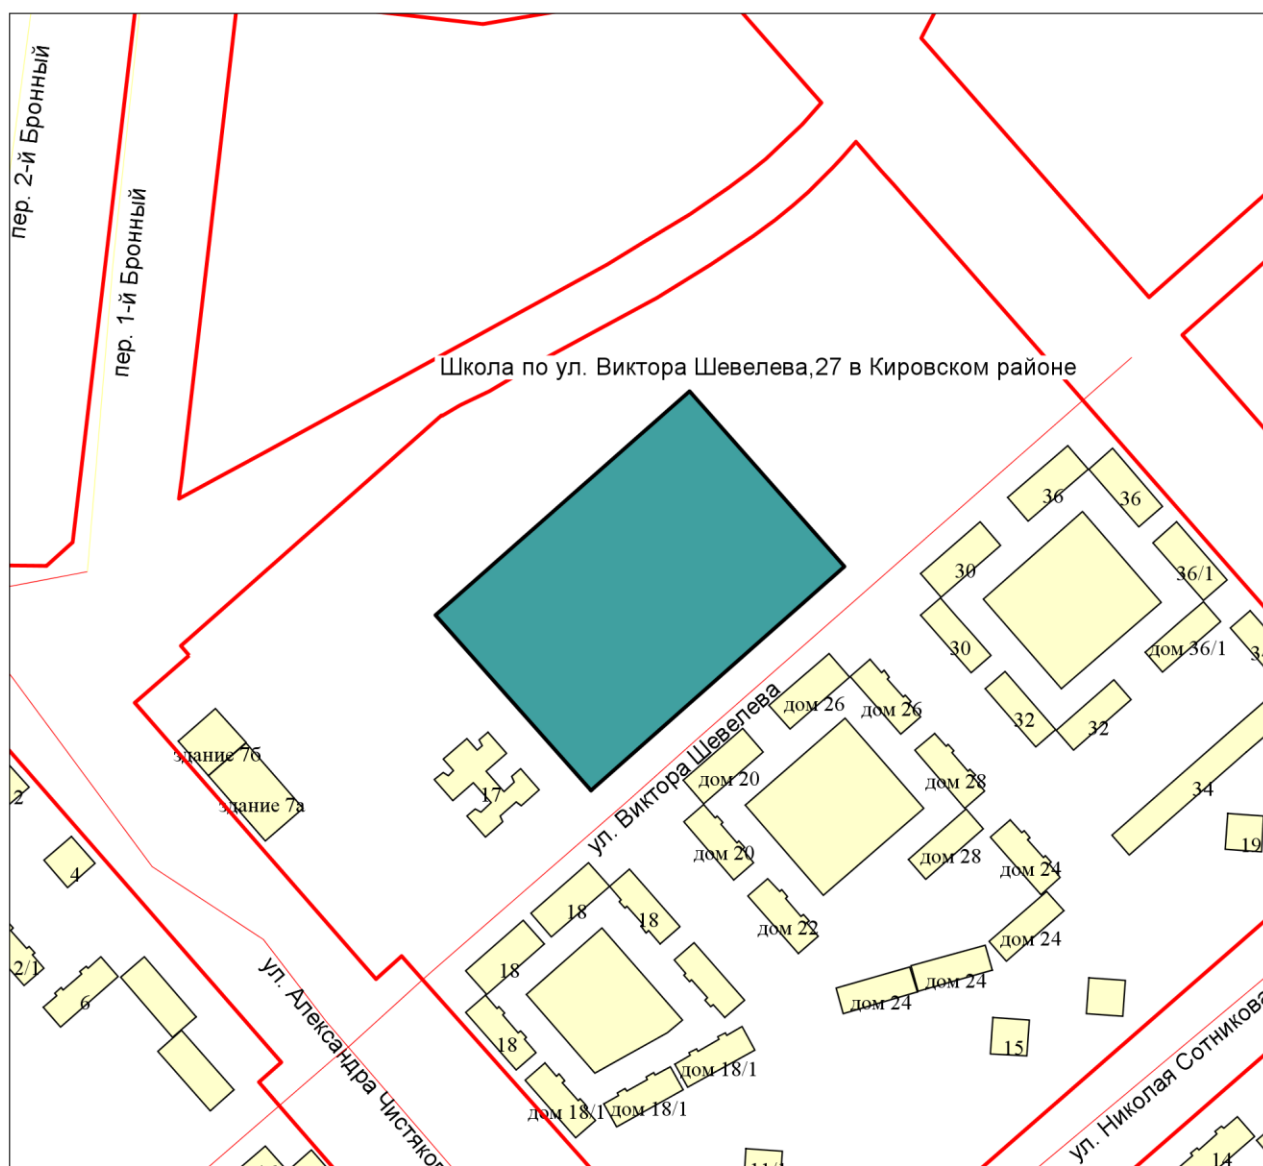 пер. 2-й Бронный
пер. 1-й Бронный
Школа по ул. Виктора Шевелева,27 в Кировском районе
36
36
30
36/1
30
дом 36/1
дом 26
дом 26
32
32
ул. Виктора Шевелева
здание 7б
здание 7а
17
дом 20
дом 28
34
2
4
дом 20
дом 28
дом 24
19
18
18
дом 22
дом 24
18
2/1
6
дом 24
дом 24
ул. Александра Чистяков
18
15
ул. Николая Сотникова
дом 18/1
дом 18/1
дом 18/1
14